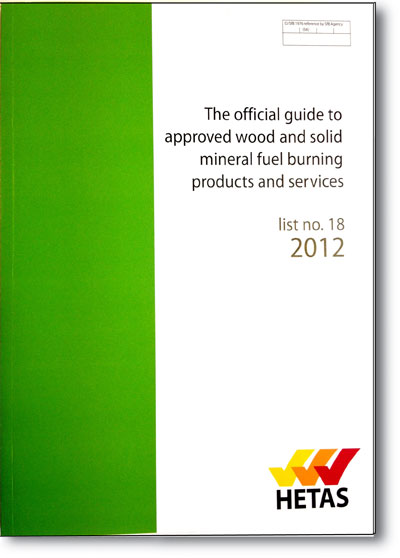 The official guide to
approved wood and solid
mineral fuel burning
products and services
list no. 18
2012
HETAS